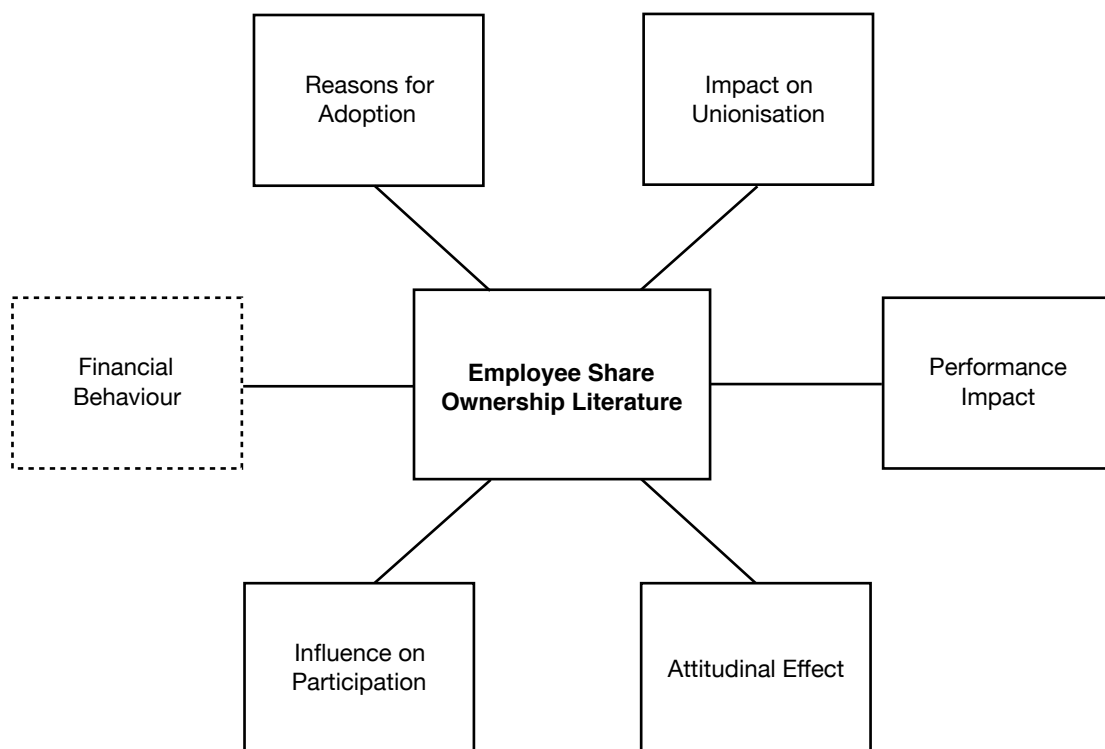 Reasons for
Adoption
Impact on
Unionisation
Financial
Behaviour
Employee Share
Ownership Literature
Performance
Impact
Influence on
Participation
Attitudinal Effect